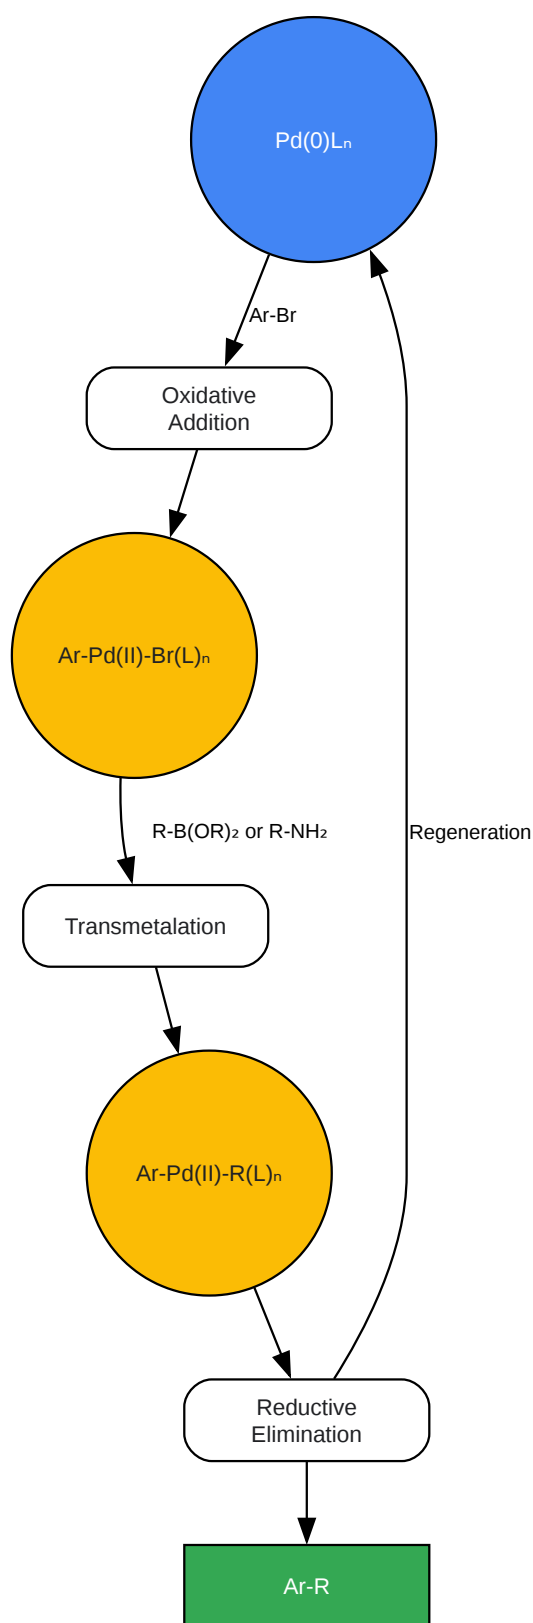 Pd(0)Lₙ
Ar-Br
Oxidative
Addition
Ar-Pd(II)-Br(L)ₙ
R-B(OR)₂ or R-NH₂
Regeneration
Transmetalation
Ar-Pd(II)-R(L)ₙ
Reductive
Elimination
Ar-R